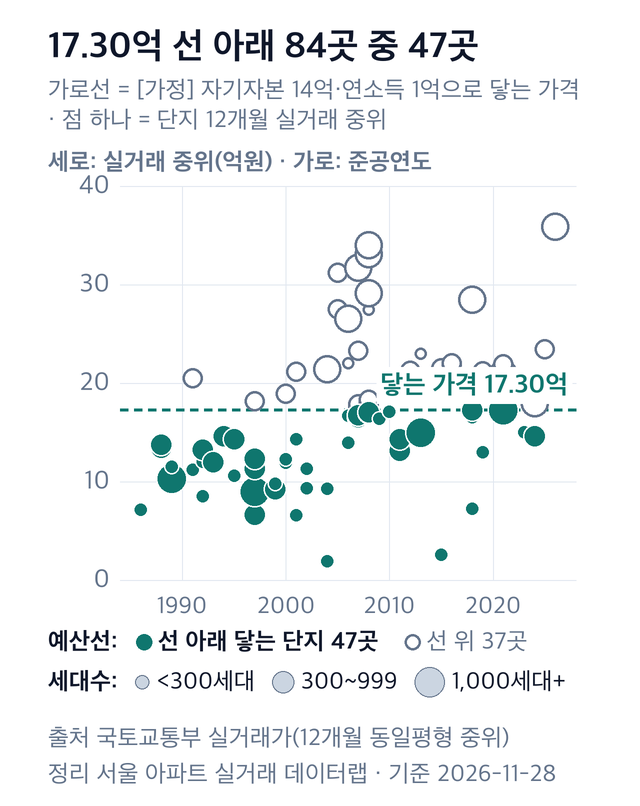 17.30억 선 아래 84곳 중 47곳
가로선 = [가정] 자기자본 14억·연소득 1억으로 닿는 가격
· 점 하나 = 단지 12개월 실거래 중위
세로: 실거래 중위(억원) · 가로: 준공연도
40
30
20
10
0
닿는 가격 17.30억
1990 2000 2010 2020
예산선: 선 아래 닿는 단지 47곳 선 위 37곳
세대수: <300세대 300~999 1,000세대+
출처 국토교통부 실거래가(12개월 동일평형 중위)
정리 서울 아파트 실거래 데이터랩 · 기준 2026-11-28